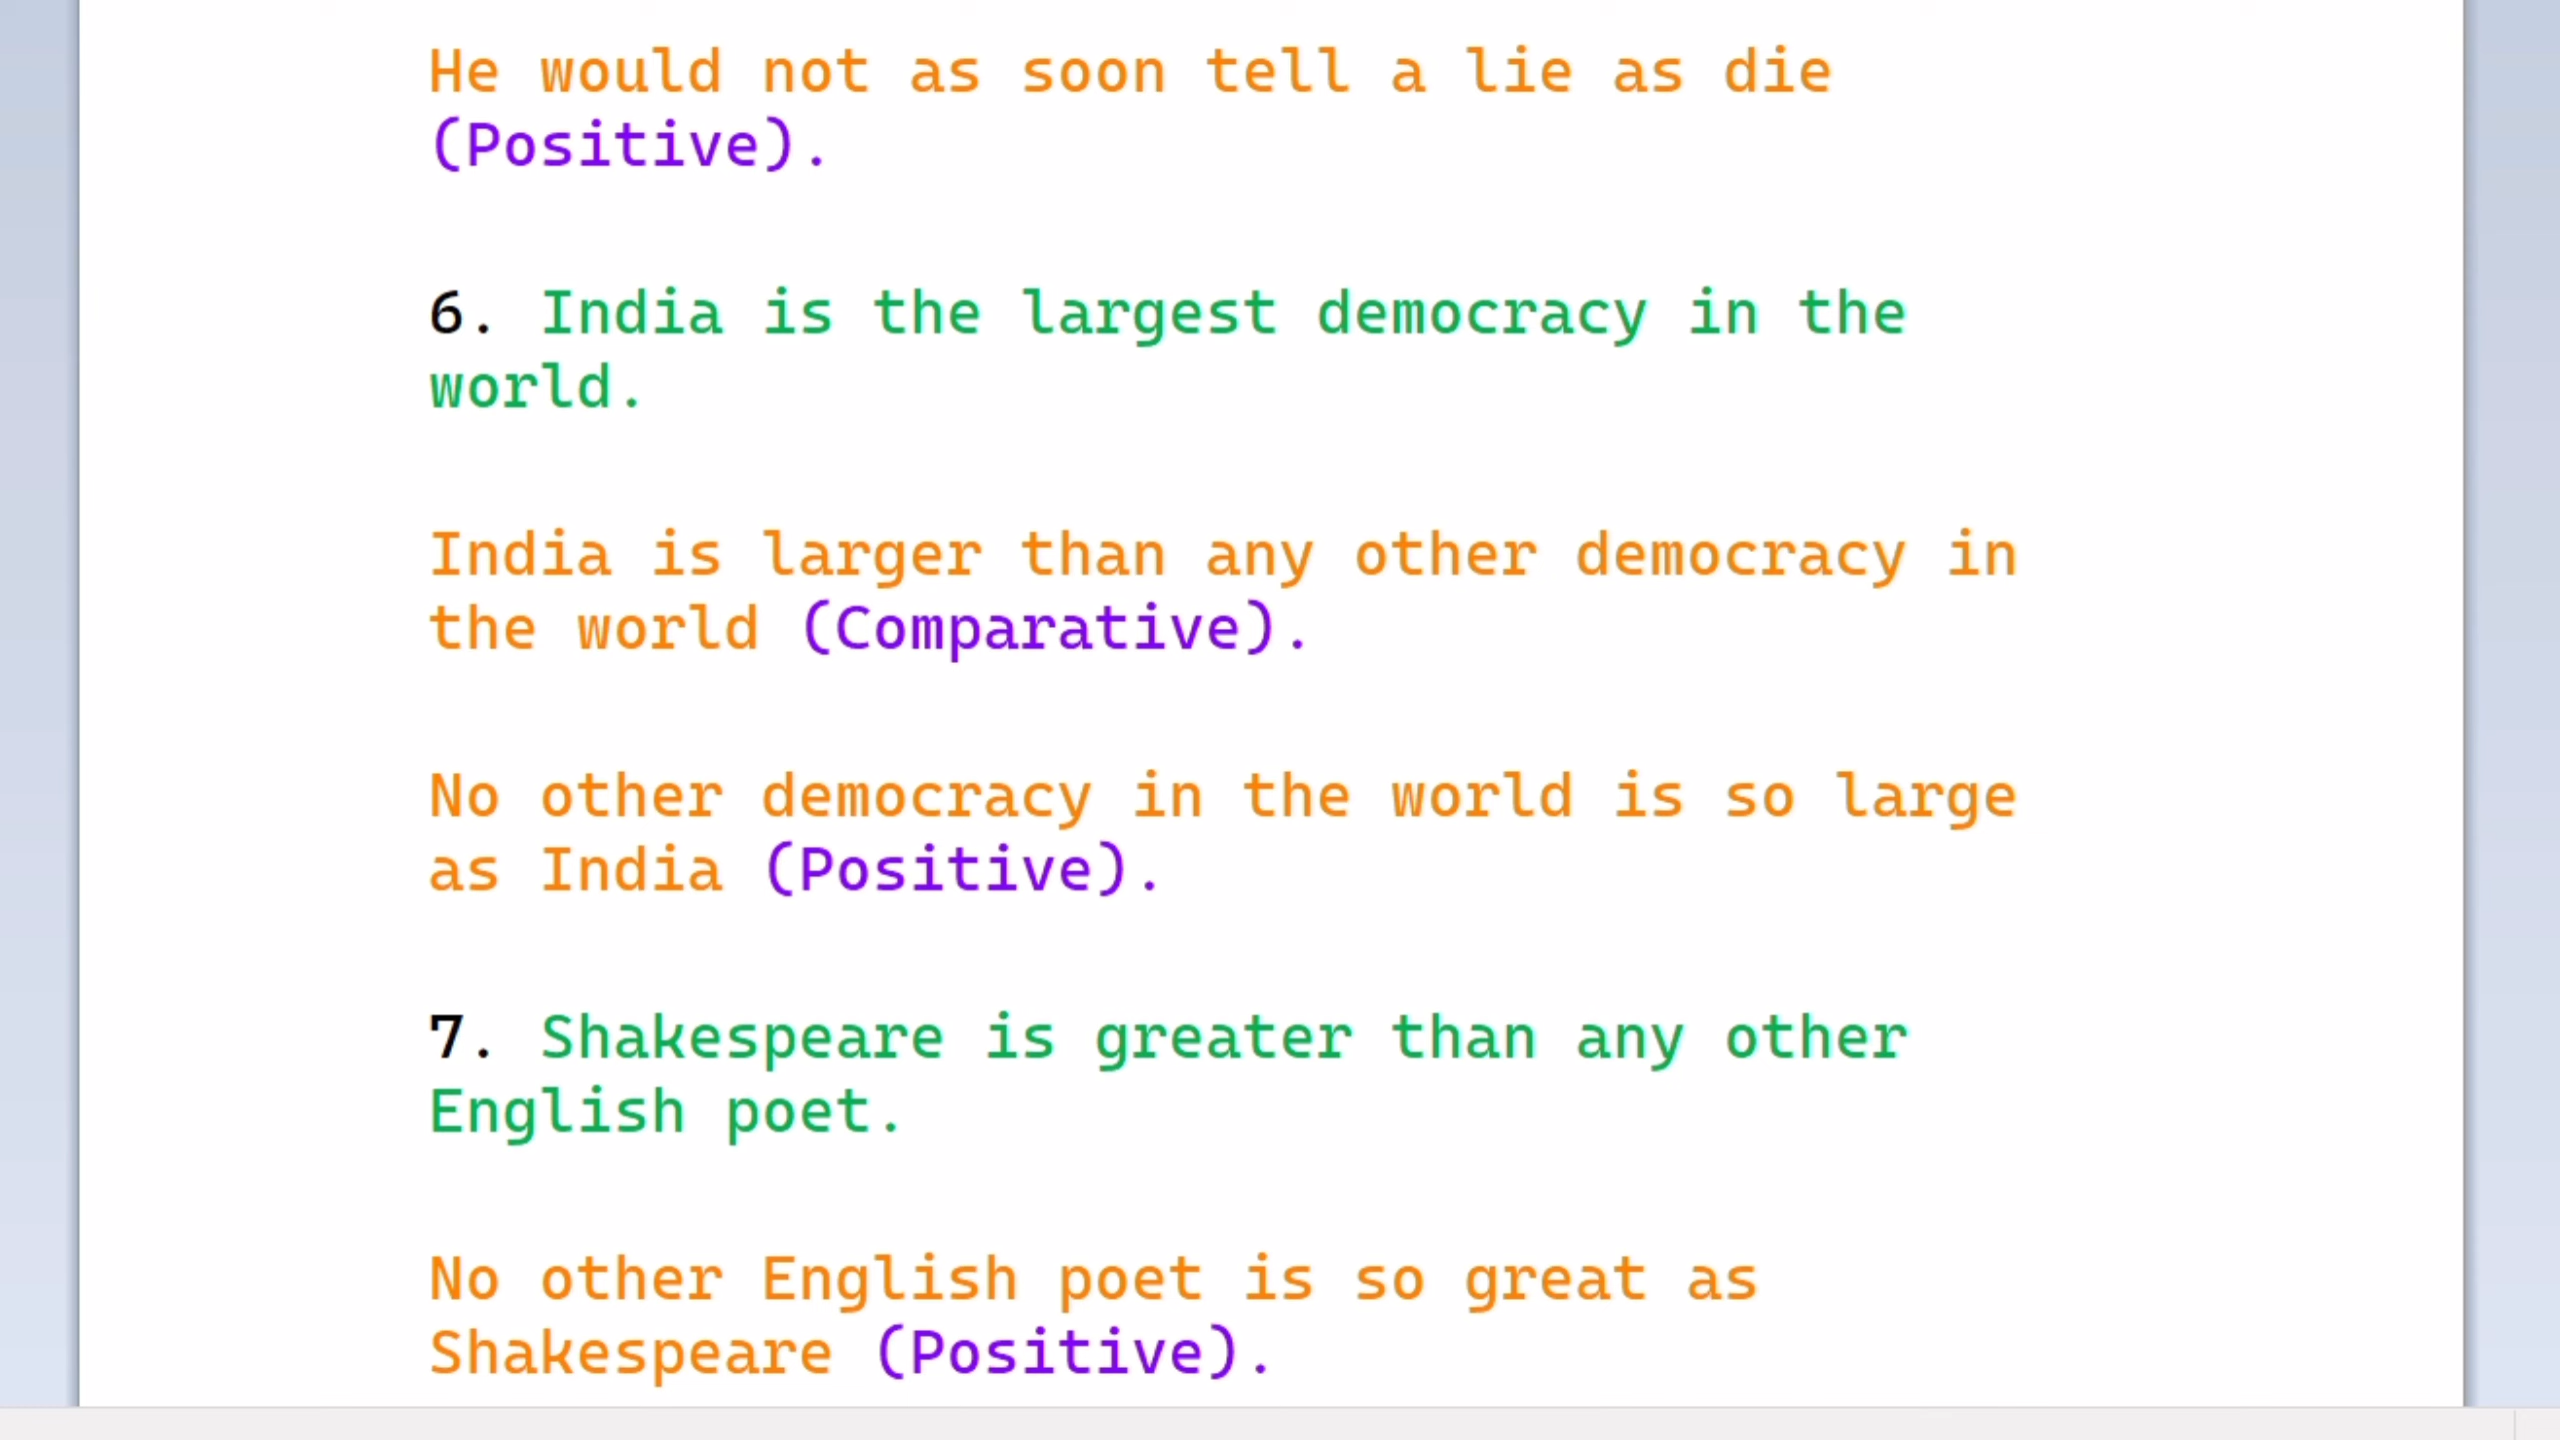 He would not as soon tell a lie as die
(Positive).
6. India is the largest democracy in the
world.
India is larger than any other democracy in
the world (Comparative).
No other democracy in the world is so large
as India (Positive).
7. Shakespeare is greater than any other
English poet.
No other English poet is so great as
Shakespeare (Positive).